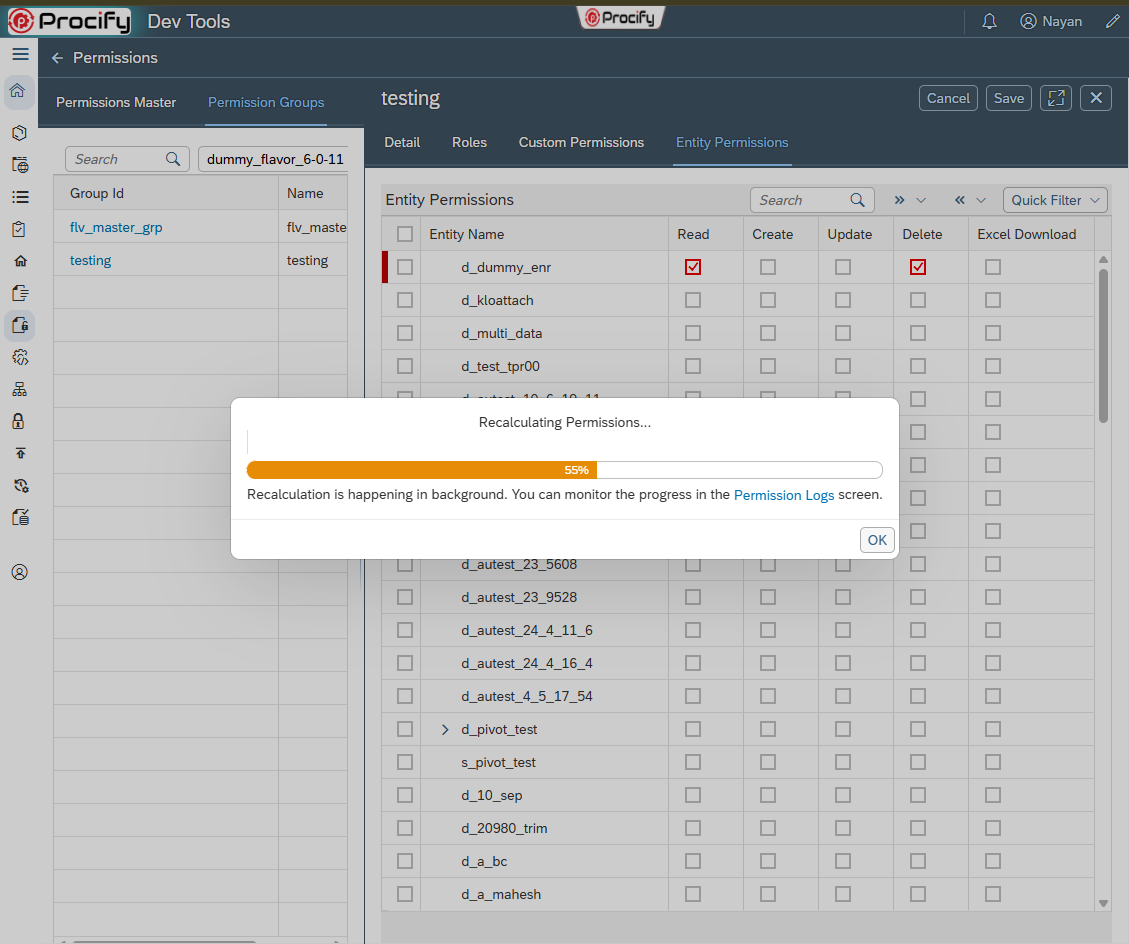 Procify Dev Tools
Procify
Nayan
Permissions
Permissions Master
Permission Groups
testing
Cancel
Save
Detail
Roles
Custom Permissions
Entity Permissions
Search
dummy_flavor_6-0-11
Group Id
Name
flv_master_grp
flv_maste
testing
testing
Entity Permissions
Search
Quick Filter
Entity Name
Read
Create
Update
Delete
Excel Download
d_dummy_enr
d_kloattach
d_multi_data
d_test_tpr00
Recalculating Permissions...
55%
Recalculation is happening in background. You can monitor the progress in the Permission Logs screen.
OK
d_autest_23_5608
d_autest_23_9528
d_autest_24_4_11_6
d_autest_24_4_16_4
d_autest_4_5_17_54
d_pivot_test
s_pivot_test
d_10_sep
d_20980_trim
d_a_bc
d_a_mahesh